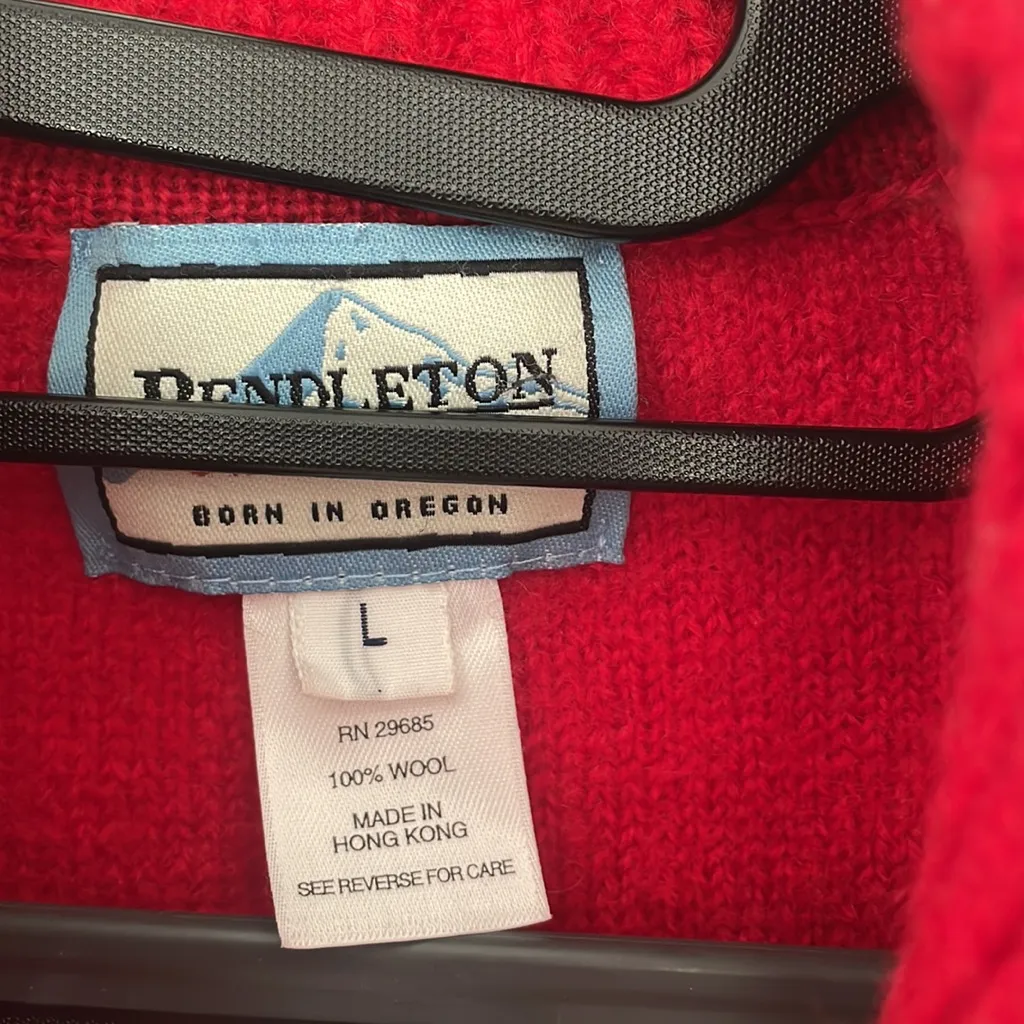 PENDLETON
BORN IN OREGON
L
RN 29685
100% WOOL
MADE IN
HONG KONG
SEE REVERSE FOR CARE